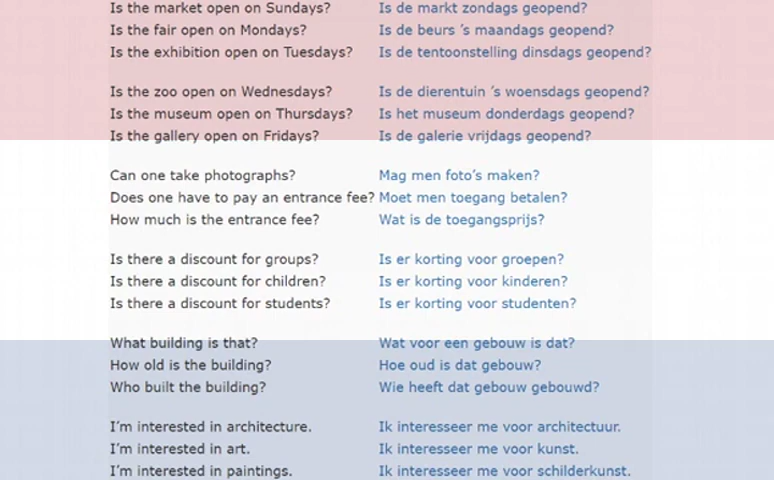 Is the market open on Sundays? Is de markt zondags geopend?
Is the fair open on Mondays? Is de beurs ’s maandags geopend?
Is the exhibition open on Tuesdays? Is de tentoonstelling dinsdags geopend?
Is the zoo open on Wednesdays? Is de dierentuin ’s woensdags geopend?
Is the museum open on Thursdays? Is het museum donderdags geopend?
Is the gallery open on Fridays? Is de galerie vrijdags geopend?
Can one take photographs? Mag men foto’s maken?
Does one have to pay an entrance fee? Moet men toegang betalen?
How much is the entrance fee? Wat is de toegangsprijs?
Is there a discount for groups? Is er korting voor groepen?
Is there a discount for children? Is er korting voor kinderen?
Is there a discount for students? Is er korting voor studenten?
What building is that? Wat voor een gebouw is dat?
How old is the building? Hoe oud is dat gebouw?
Who built the building? Wie heeft dat gebouw gebouwd?
I’m interested in architecture. Ik interesseer me voor architectuur.
I’m interested in art. Ik interesseer me voor kunst.
I’m interested in paintings. Ik interesseer me voor schilderkunst.